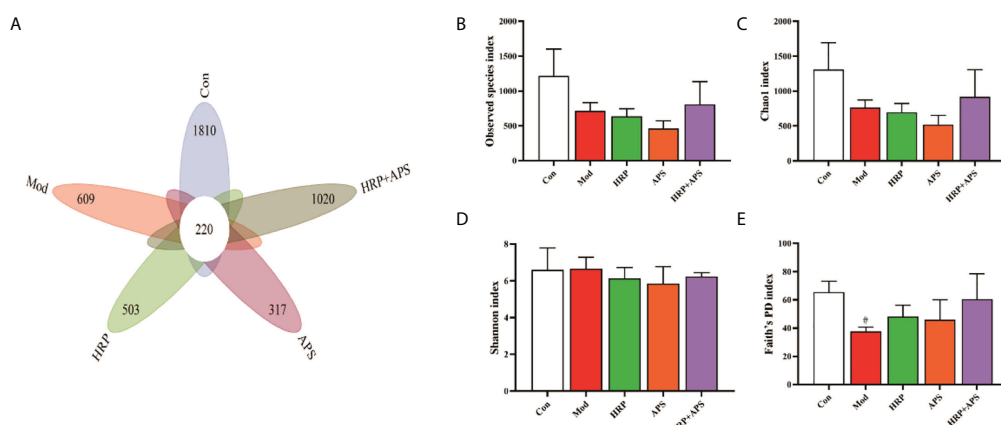 A
Con
1810
Mod
609
HRP+APS
1020
220
503
HRP
317
APS
B
Observed species index
2000
1500
1000
500
0
Con
Mod
HRP
APS
HRP+APS
C
Chao1 index
2000
1500
1000
500
0
Con
Mod
HRP
APS
HRP+APS
D
Shannon index
8
6
4
2
0
Con
Mod
HRP
APS
HRP+APS
E
Faith's PD index
100
80
60
40
20
0
#
Con
Mod
HRP
APS
HRP+APS